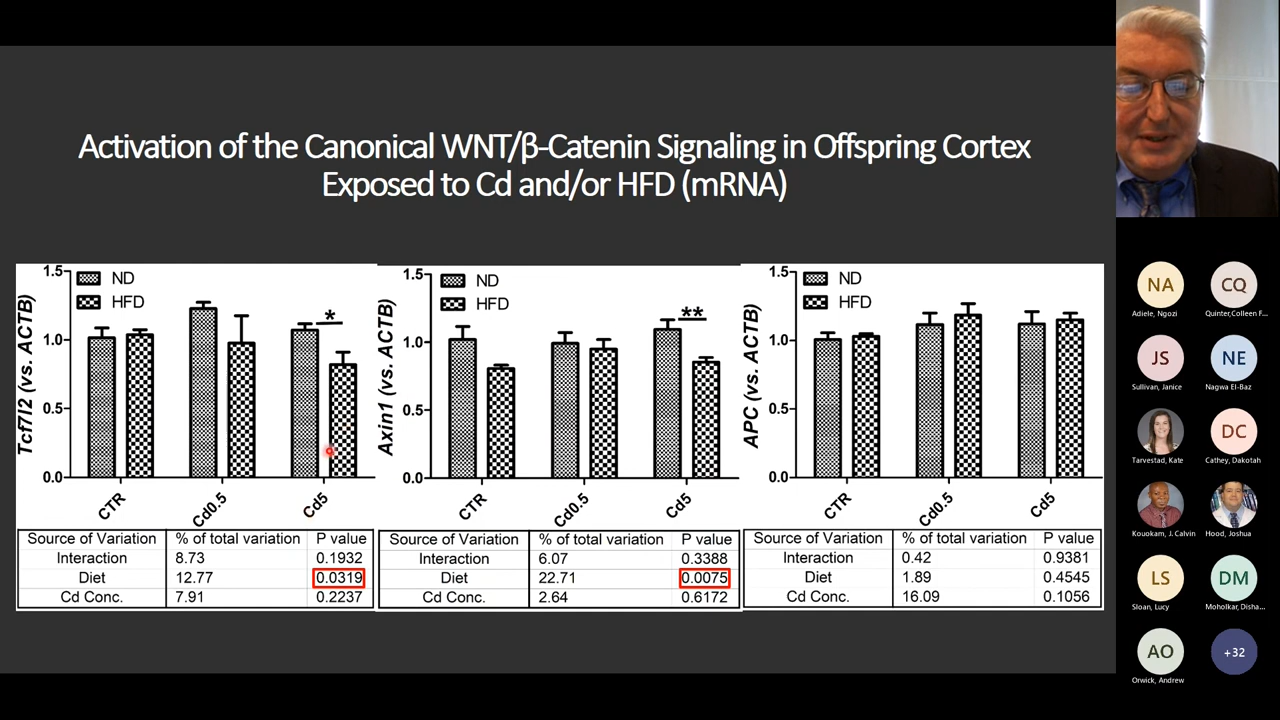 Activation of the Canonical WNT/β-Catenin Signaling in Offspring Cortex
Exposed to Cd and/or HFD (mRNA)
Tcf7l2 (vs. ACTB)
1.5
1.0
0.5
0.0
ND
HFD
*
CTR
Cd0.5
Cd5
Source of Variation % of total variation P value
Interaction 8.73 0.1932
Diet 12.77 0.0319
Cd Conc. 7.91 0.2237
Axin1 (vs. ACTB)
1.5
1.0
0.5
0.0
ND
HFD
**
CTR
Cd0.5
Cd5
Source of Variation % of total variation P value
Interaction 6.07 0.3388
Diet 22.71 0.0075
Cd Conc. 2.64 0.6172
APC (vs. ACTB)
1.5
1.0
0.5
0.0
ND
HFD
CTR
Cd0.5
Cd5
Source of Variation % of total variation P value
Interaction 0.42 0.9381
Diet 1.89 0.4545
Cd Conc. 16.09 0.1056
NA
Adiele, Ngozi
CQ
Quinter,Colleen F...
JS
Sullivan, Janice
NE
Nagwa El-Baz
Tarvestad, Kate
DC
Cathey, Dakotah
Kouokam, J. Calvin
Hood, Joshua
LS
Sloan, Lucy
DM
Moholkar, Disha...
AO
Orwick, Andrew
+32